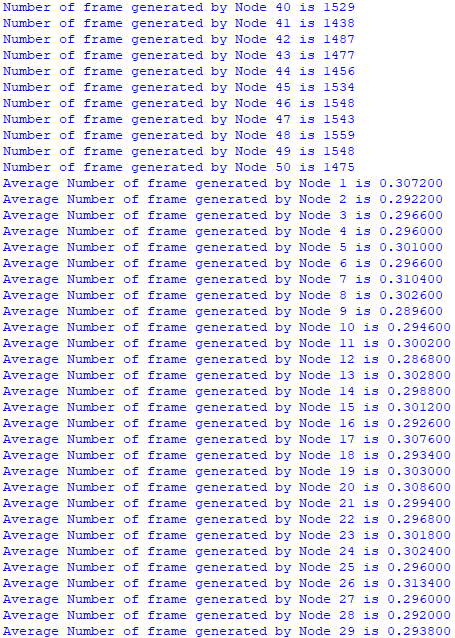 Number of frame generated by Node 40 is 1529
Number of frame generated by Node 41 is 1438
Number of frame generated by Node 42 is 1487
Number of frame generated by Node 43 is 1477
Number of frame generated by Node 44 is 1456
Number of frame generated by Node 45 is 1534
Number of frame generated by Node 46 is 1548
Number of frame generated by Node 47 is 1543
Number of frame generated by Node 48 is 1559
Number of frame generated by Node 49 is 1548
Number of frame generated by Node 50 is 1475
Average Number of frame generated by Node 1 is 0.307200
Average Number of frame generated by Node 2 is 0.292200
Average Number of frame generated by Node 3 is 0.296600
Average Number of frame generated by Node 4 is 0.296000
Average Number of frame generated by Node 5 is 0.301000
Average Number of frame generated by Node 6 is 0.296600
Average Number of frame generated by Node 7 is 0.310400
Average Number of frame generated by Node 8 is 0.302600
Average Number of frame generated by Node 9 is 0.289600
Average Number of frame generated by Node 10 is 0.294600
Average Number of frame generated by Node 11 is 0.300200
Average Number of frame generated by Node 12 is 0.286800
Average Number of frame generated by Node 13 is 0.302800
Average Number of frame generated by Node 14 is 0.298800
Average Number of frame generated by Node 15 is 0.301200
Average Number of frame generated by Node 16 is 0.292600
Average Number of frame generated by Node 17 is 0.307600
Average Number of frame generated by Node 18 is 0.293400
Average Number of frame generated by Node 19 is 0.303000
Average Number of frame generated by Node 20 is 0.308600
Average Number of frame generated by Node 21 is 0.299400
Average Number of frame generated by Node 22 is 0.296800
Average Number of frame generated by Node 23 is 0.301800
Average Number of frame generated by Node 24 is 0.302400
Average Number of frame generated by Node 25 is 0.296000
Average Number of frame generated by Node 26 is 0.313400
Average Number of frame generated by Node 27 is 0.296000
Average Number of frame generated by Node 28 is 0.292000
Average Number of frame generated by Node 29 is 0.293800